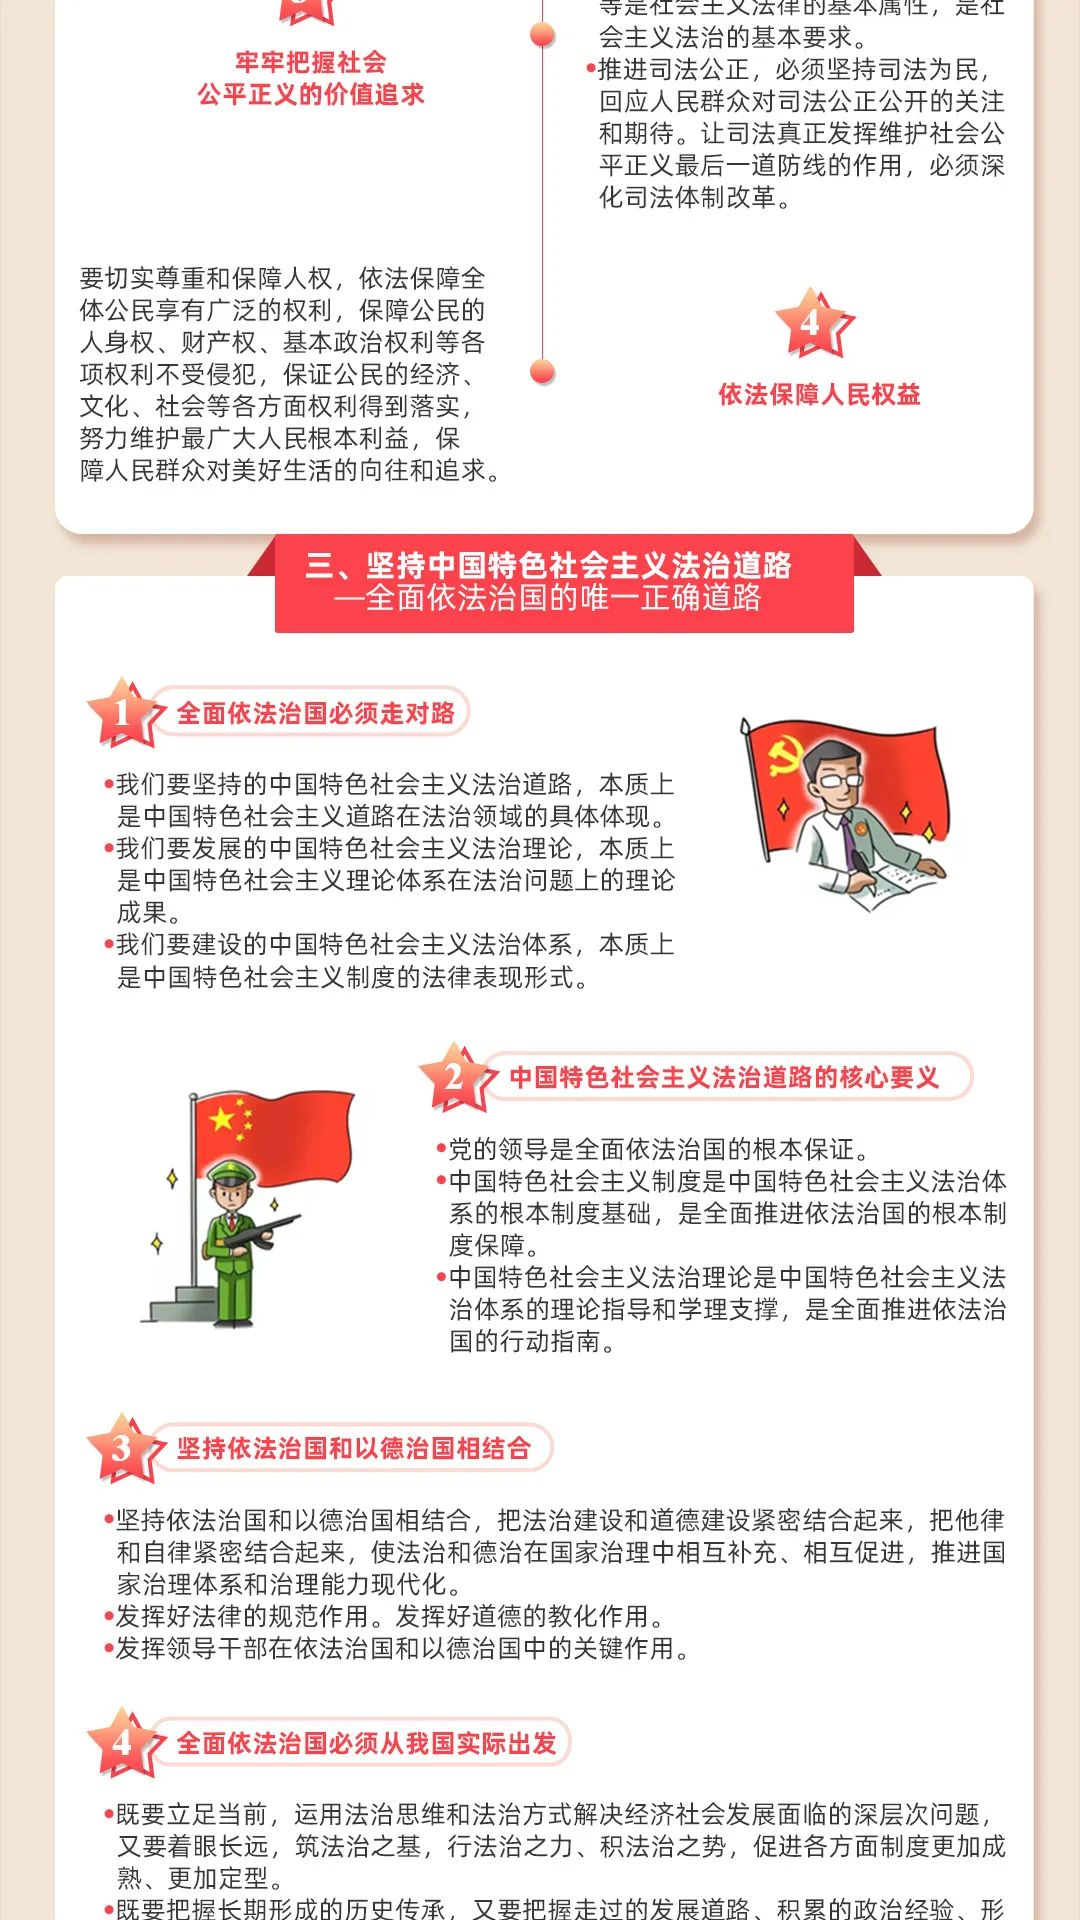 等是社会主义法律的基本属性，是社
会主义法治的基本要求。
牢牢把握社会
公平正义的价值追求
•推进司法公正，必须坚持司法为民，
回应人民群众对司法公正公开的关注
和期待。让司法真正发挥维护社会公
平正义最后一道防线的作用，必须深
化司法体制改革。
要切实尊重和保障人权，依法保障全
体公民享有广泛的权利，保障公民的
人身权、财产权、基本政治权利等各
项权利不受侵犯，保证公民的经济、
文化、社会等各方面权利得到落实，
努力维护最广大人民根本利益，保
障人民群众对美好生活的向往和追求。
4
依法保障人民权益
三、坚持中国特色社会主义法治道路
—全面依法治国的唯一正确道路
1 全面依法治国必须走对路
•我们要坚持的中国特色社会主义法治道路，本质上
是中国特色社会主义道路在法治领域的具体体现。
•我们要发展的中国特色社会主义法治理论，本质上
是中国特色社会主义理论体系在法治问题上的理论
成果。
•我们要建设的中国特色社会主义法治体系，本质上
是中国特色社会主义制度的法律表现形式。
2 中国特色社会主义法治道路的核心要义
•党的领导是全面依法治国的根本保证。
•中国特色社会主义制度是中国特色社会主义法治体
系的根本制度基础，是全面推进依法治国的根本制
度保障。
•中国特色社会主义法治理论是中国特色社会主义法
治体系的理论指导和学理支撑，是全面推进依法治
国的行动指南。
3 坚持依法治国和以德治国相结合
•坚持依法治国和以德治国相结合，把法治建设和道德建设紧密结合起来，把他律
和自律紧密结合起来，使法治和德治在国家治理中相互补充、相互促进，推进国
家治理体系和治理能力现代化。
•发挥好法律的规范作用。发挥好道德的教化作用。
•发挥领导干部在依法治国和以德治国中的关键作用。
4 全面依法治国必须从我国实际出发
•既要立足当前，运用法治思维和法治方式解决经济社会发展面临的深层次问题，
又要着眼长远，筑法治之基，行法治之力、积法治之势，促进各方面制度更加成
熟、更加定型。
•既要把握长期形成的历史传承，又要把握走过的发展道路、积累的政治经验、形